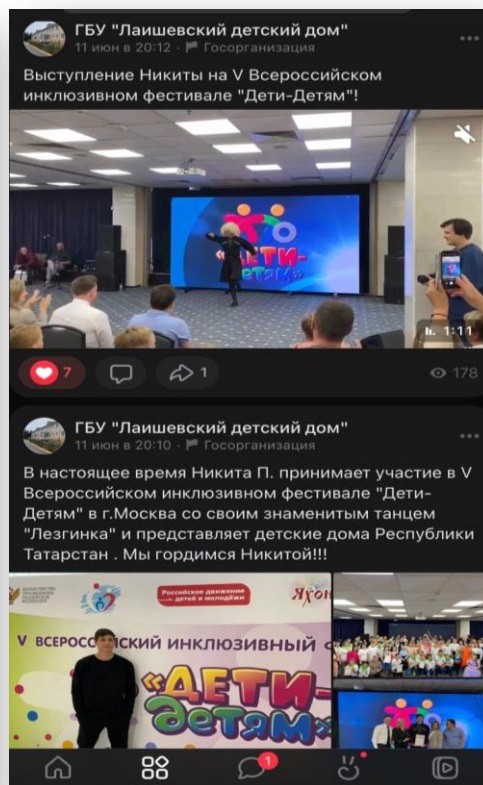 ГБУ "Лаишевский детский дом"
11 июн в 20:12 · Госорганизация
Выступление Никиты на V Всероссийском
инклюзивном фестивале "Дети-Детям"!
«ДЕТИ-
ДЕТЯМ»
1:11
7
1
178
ГБУ "Лаишевский детский дом"
11 июн в 20:10 · Госорганизация
В настоящее время Никита П. принимает участие в V
Всероссийском инклюзивном фестивале "Дети-
Детям" в г.Москва со своим знаменитым танцем
"Лезгинка" и представляет детские дома Республики
Татарстан . Мы гордимся Никитой!!!
Российское движение
детей и молодёжи
V ВСЕРОСС ЙСКИЙ ИНКЛЮЗИВНЫЙ
«ДЕТИ-
ДЕТЯМ»
1